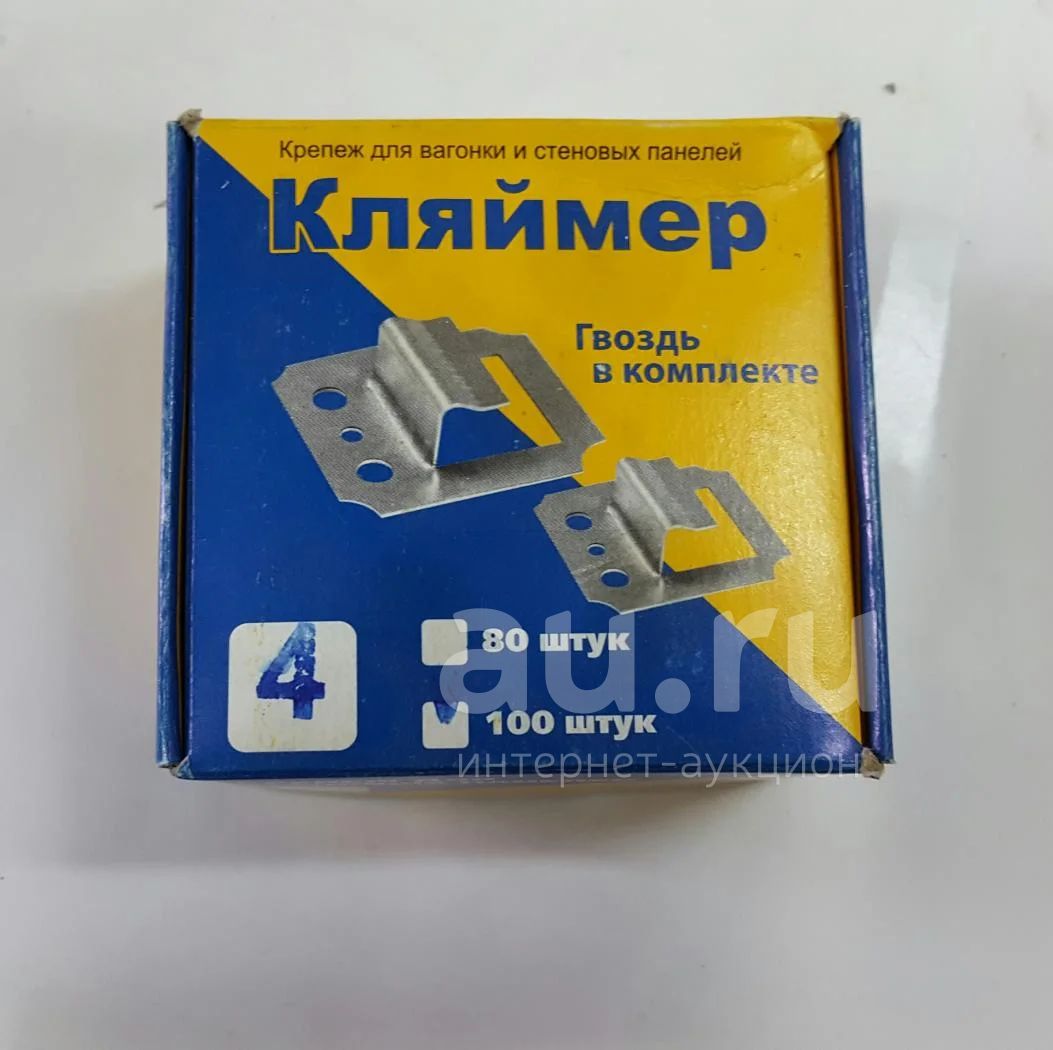 Крепеж для вагонки и стеновых панелей
Кляймер
Гвоздь
в комплекте
4
80 штук
100 штук
au.ru
интернет-аукцион